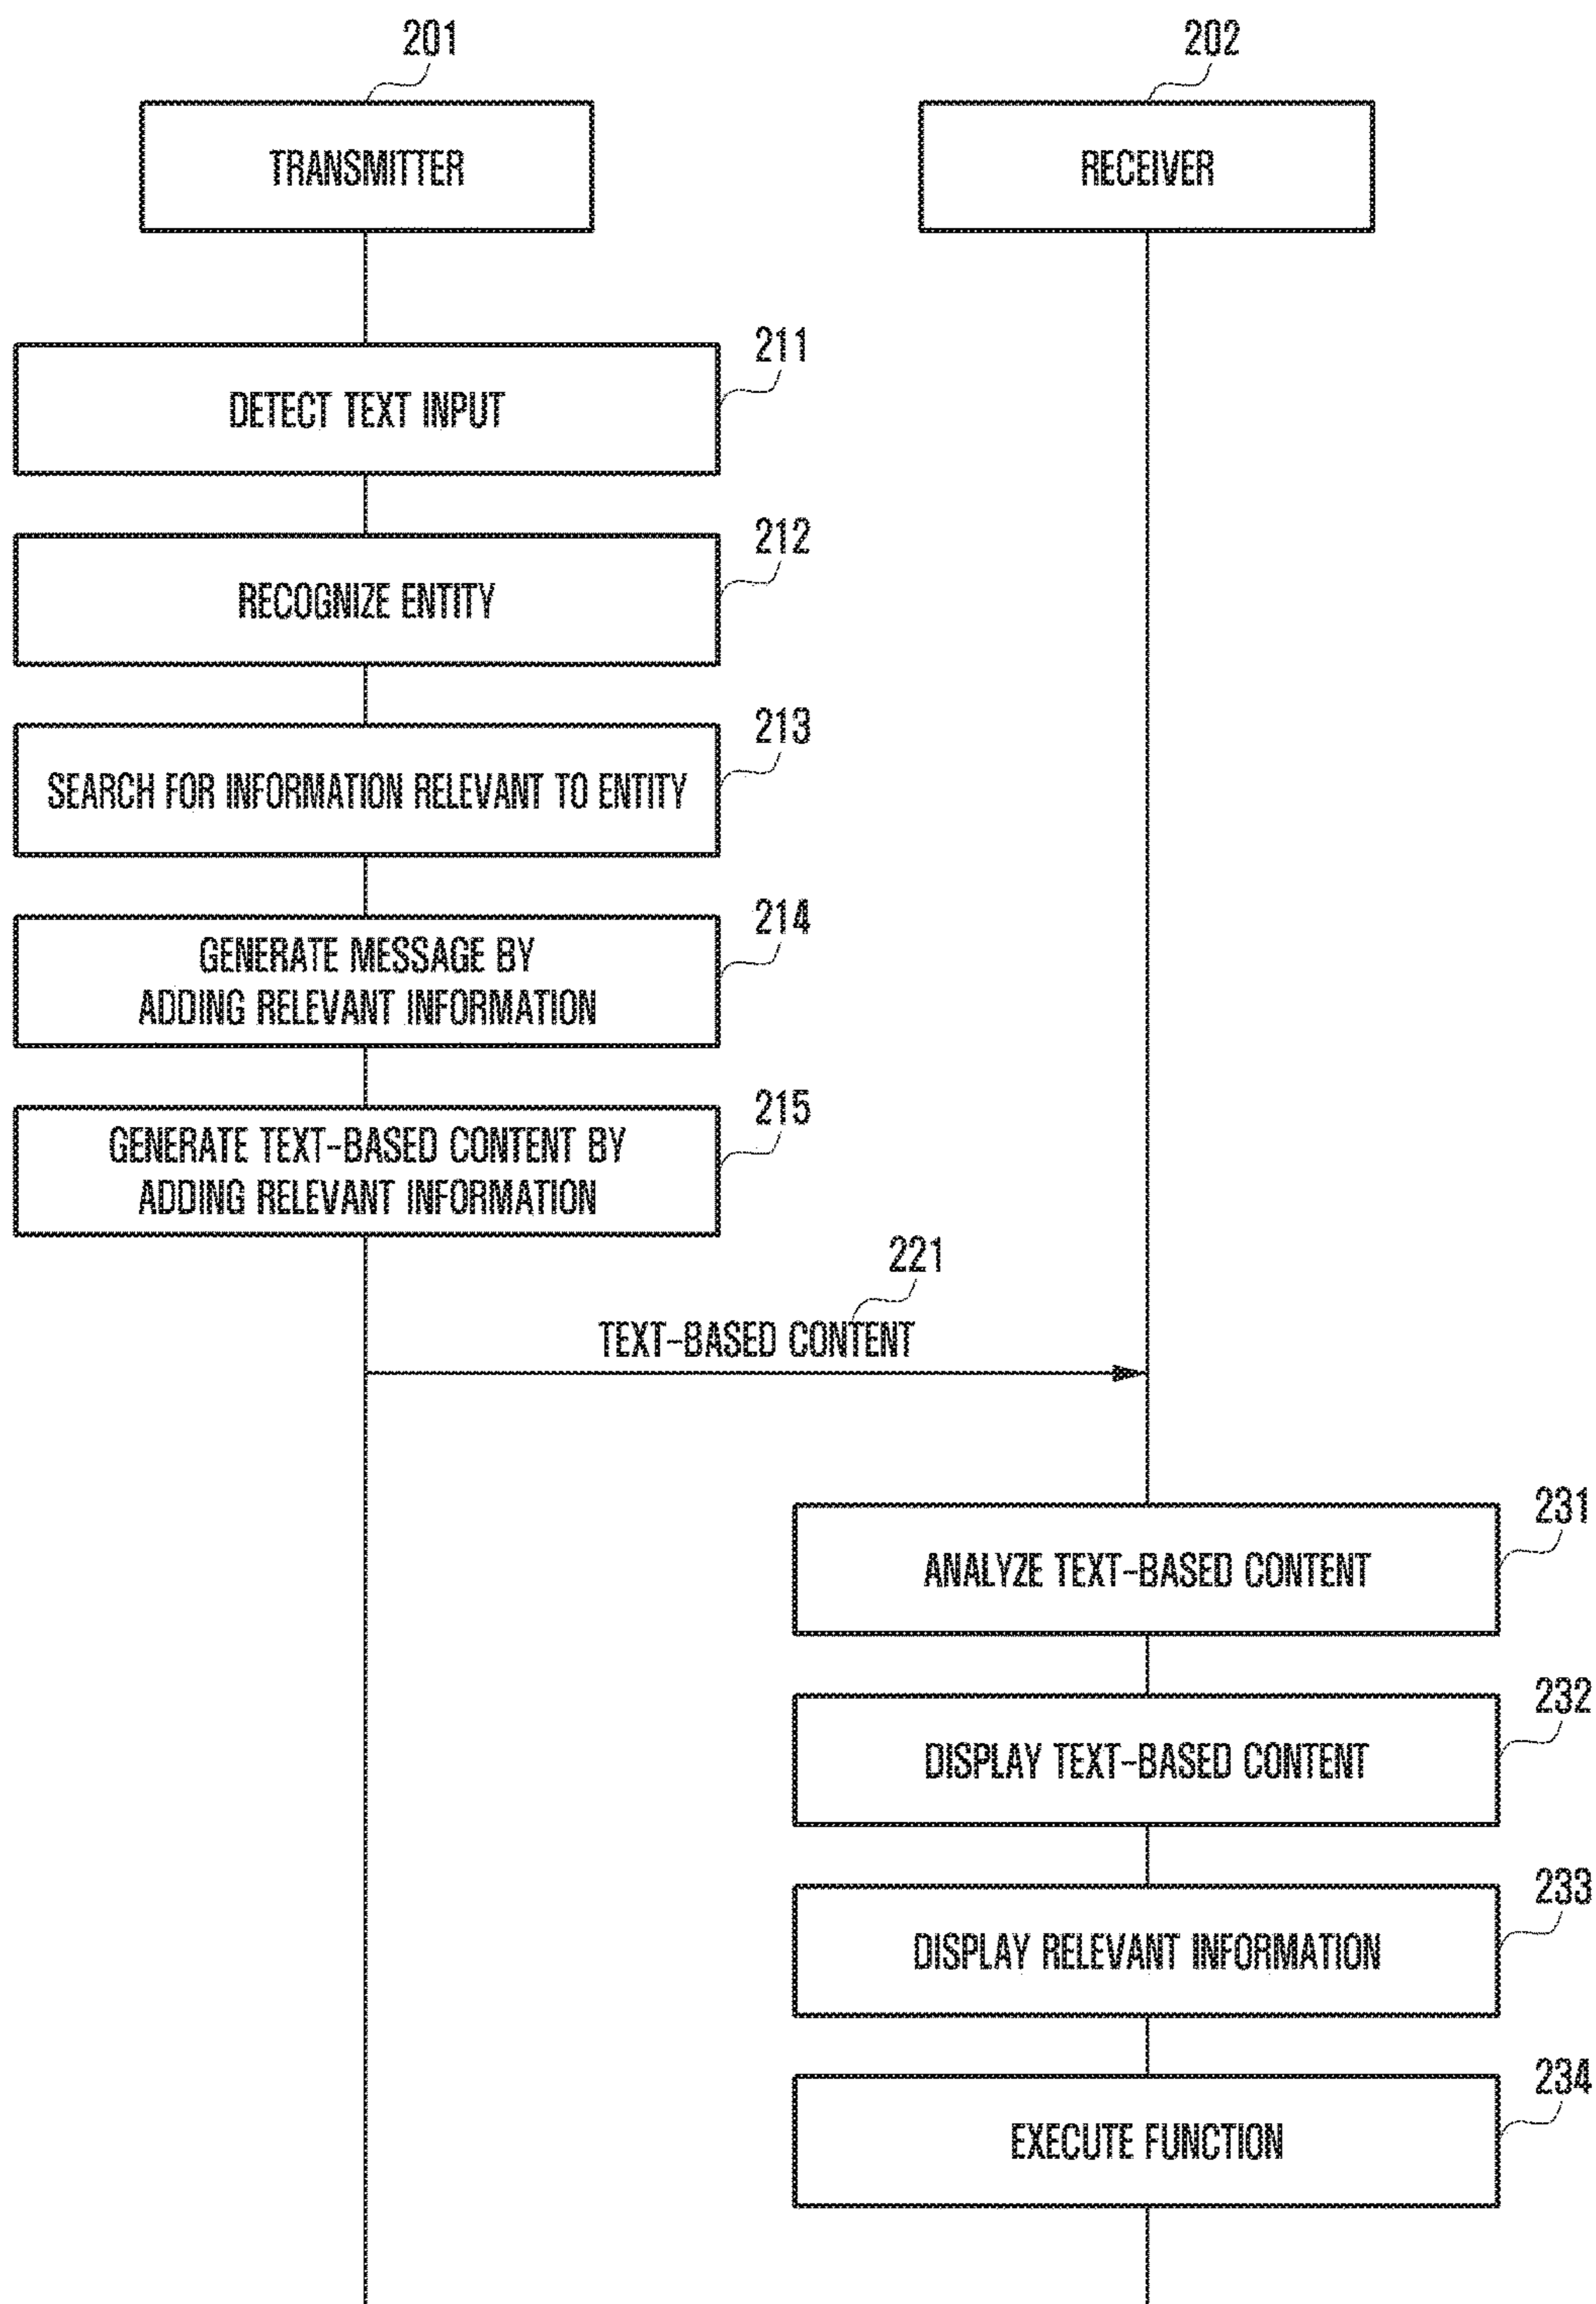 201
202
TRANSMITTER
RECEIVER
211
DETECT TEXT INPUT
212
RECOGNIZE ENTITY
213
SEARCH FOR INFORMATION RELEVANT TO ENTITY
214
GENERATE MESSAGE BY
ADDING RELEVANT INFORMATION
215
GENERATE TEXT-BASED CONTENT BY
ADDING RELEVANT INFORMATION
221
TEXT-BASED CONTENT
231
ANALYZE TEXT-BASED CONTENT
232
DISPLAY TEXT-BASED CONTENT
233
DISPLAY RELEVANT INFORMATION
234
EXECUTE FUNCTION